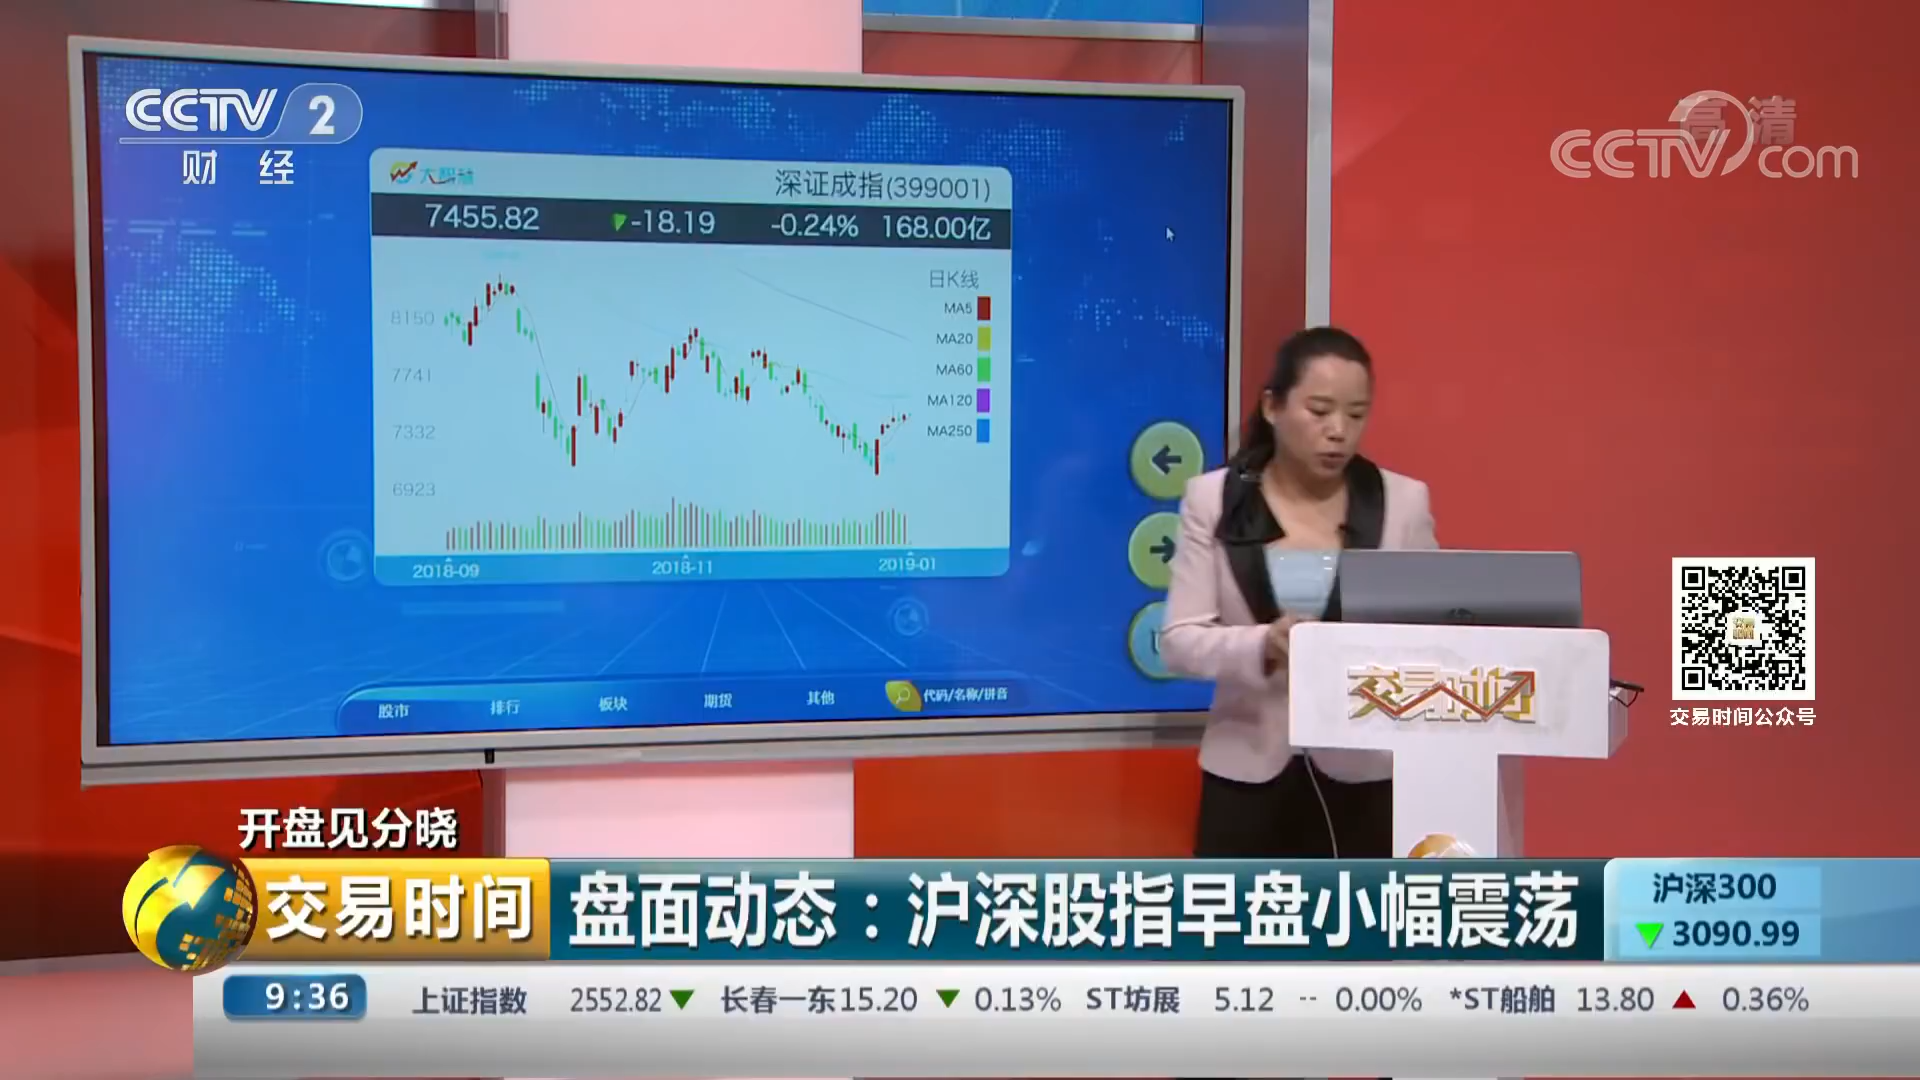 CCTV 2
财 经
高清
CCTV.com
大智慧
深证成指(399001)
7455.82 -18.19 -0.24% 168.00亿
日K线
MA5
MA20
MA60
MA120
MA250
8150
7741
7332
6923
2018-09 2018-11 2019-01
股市 排行 板块 期货 其他 代码/名称/拼音
交易时间
交易时间公众号
开盘见分晓
交易时间
盘面动态：沪深股指早盘小幅震荡
沪深300
3090.99
9:36 上证指数 2552.82 长春一东 15.20 0.13% ST坊展 5.12 -- 0.00% *ST船舶 13.80 0.36%